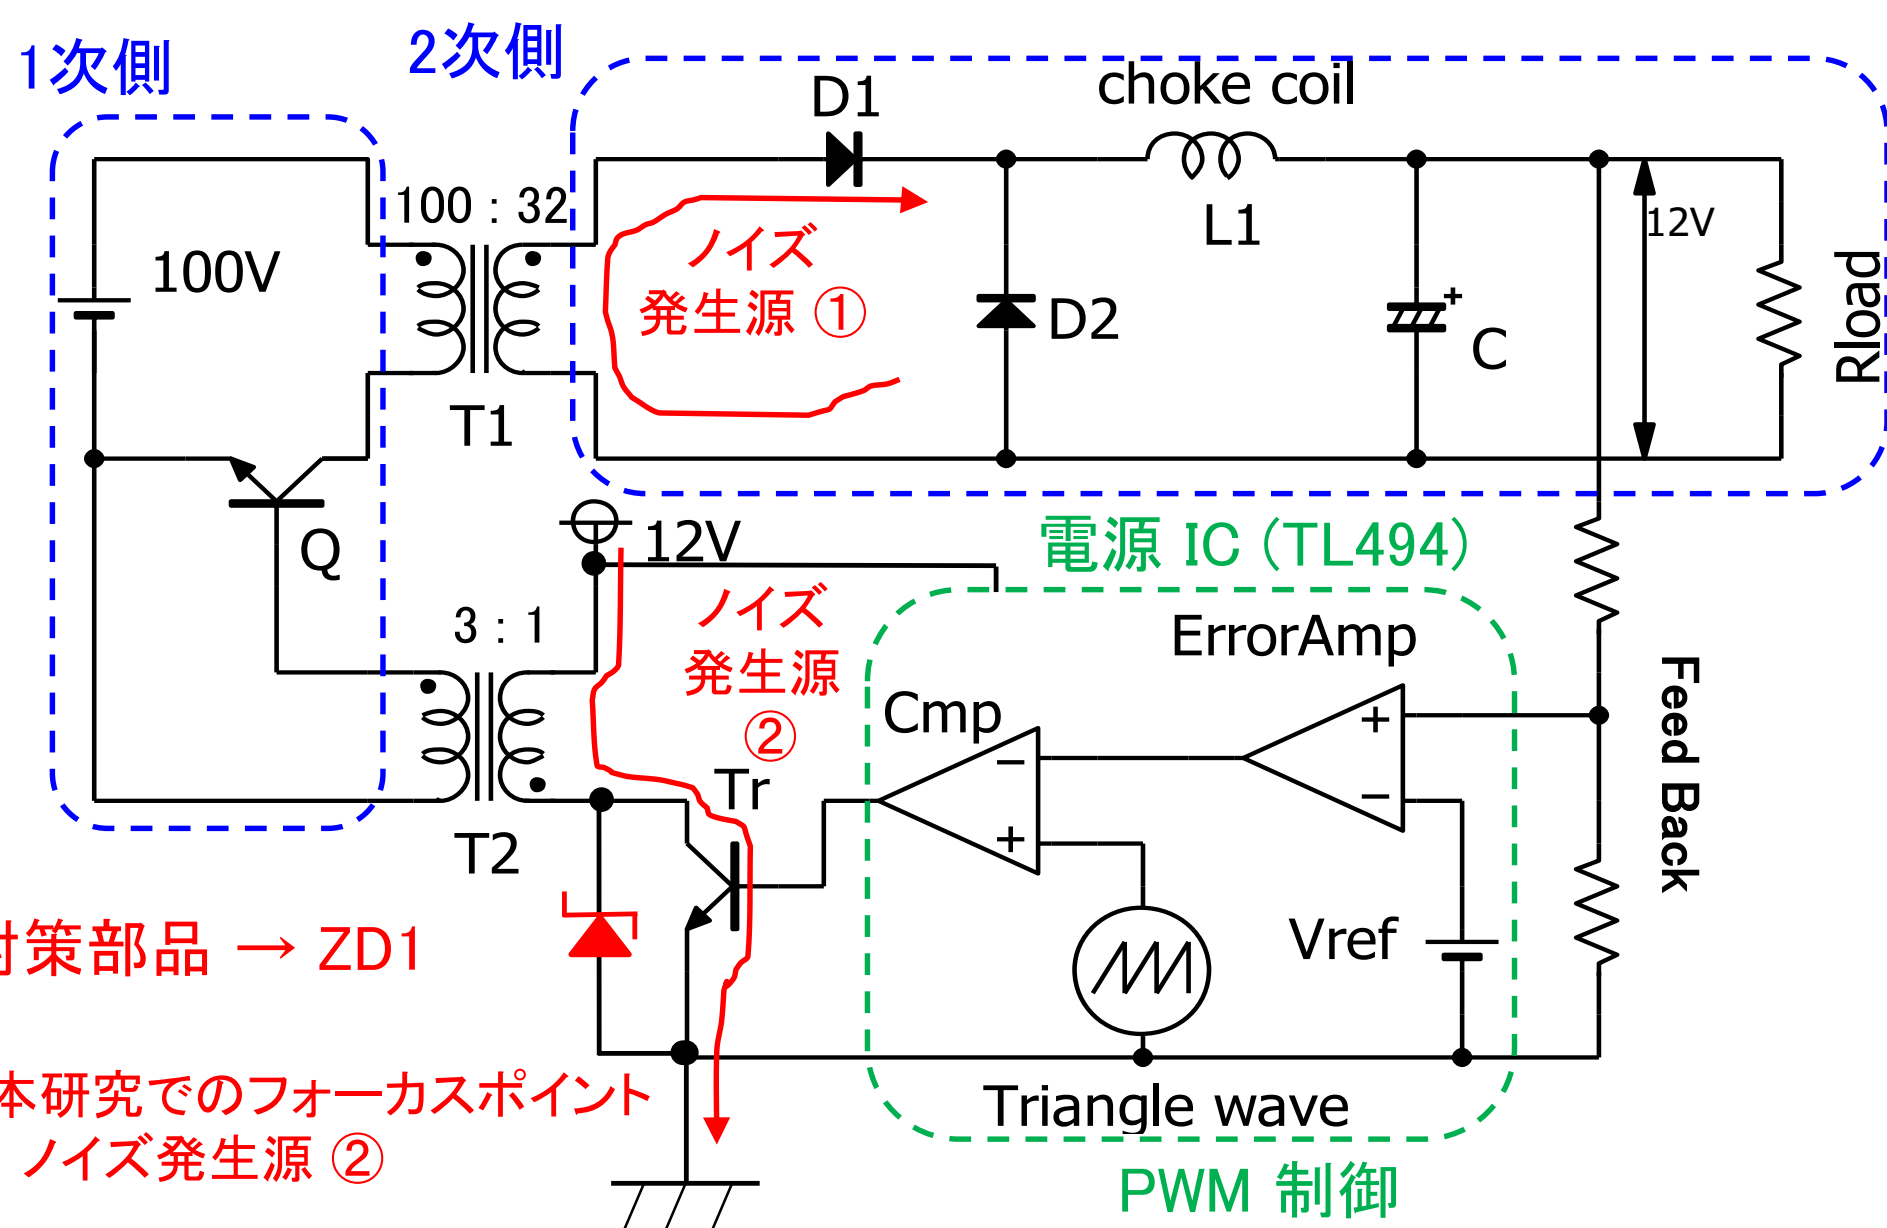 1次側
2次側
D1
choke coil
100 : 32
100V
ノイズ
発生源 ①
L1
12V
D2
C
Rload
T1
Q
12V
電源 IC (TL494)
3 : 1
ノイズ
発生源
②
ErrorAmp
Cmp
+
−
−
+
Feed Back
Tr
T2
Vref
対策部品 → ZD1
本研究でのフォーカスポイント
ノイズ発生源 ②
Triangle wave
PWM 制御